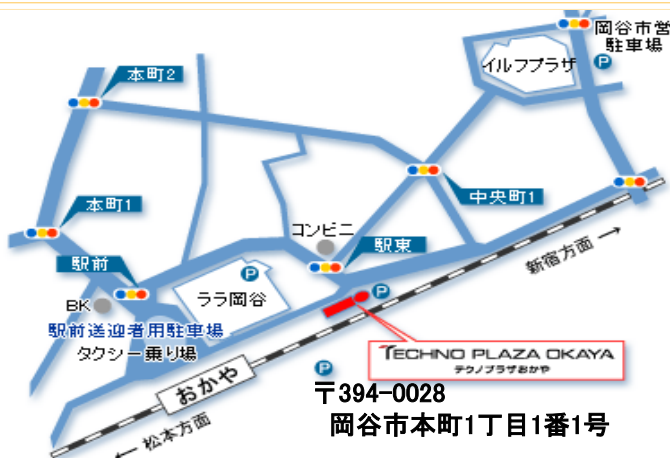 岡谷市営
駐車場
P
イルフプラザ
本町2
中央町1
本町1
コンビニ
駅東
新宿方面 →
駅前
P
BK
ララ岡谷
P
駅前送迎者用駐車場
タクシー乗り場
TECHNO PLAZA OKAYA
テクノプラザおかや
おかや
P
〒394-0028
岡谷市本町1丁目1番1号
← 松本方面